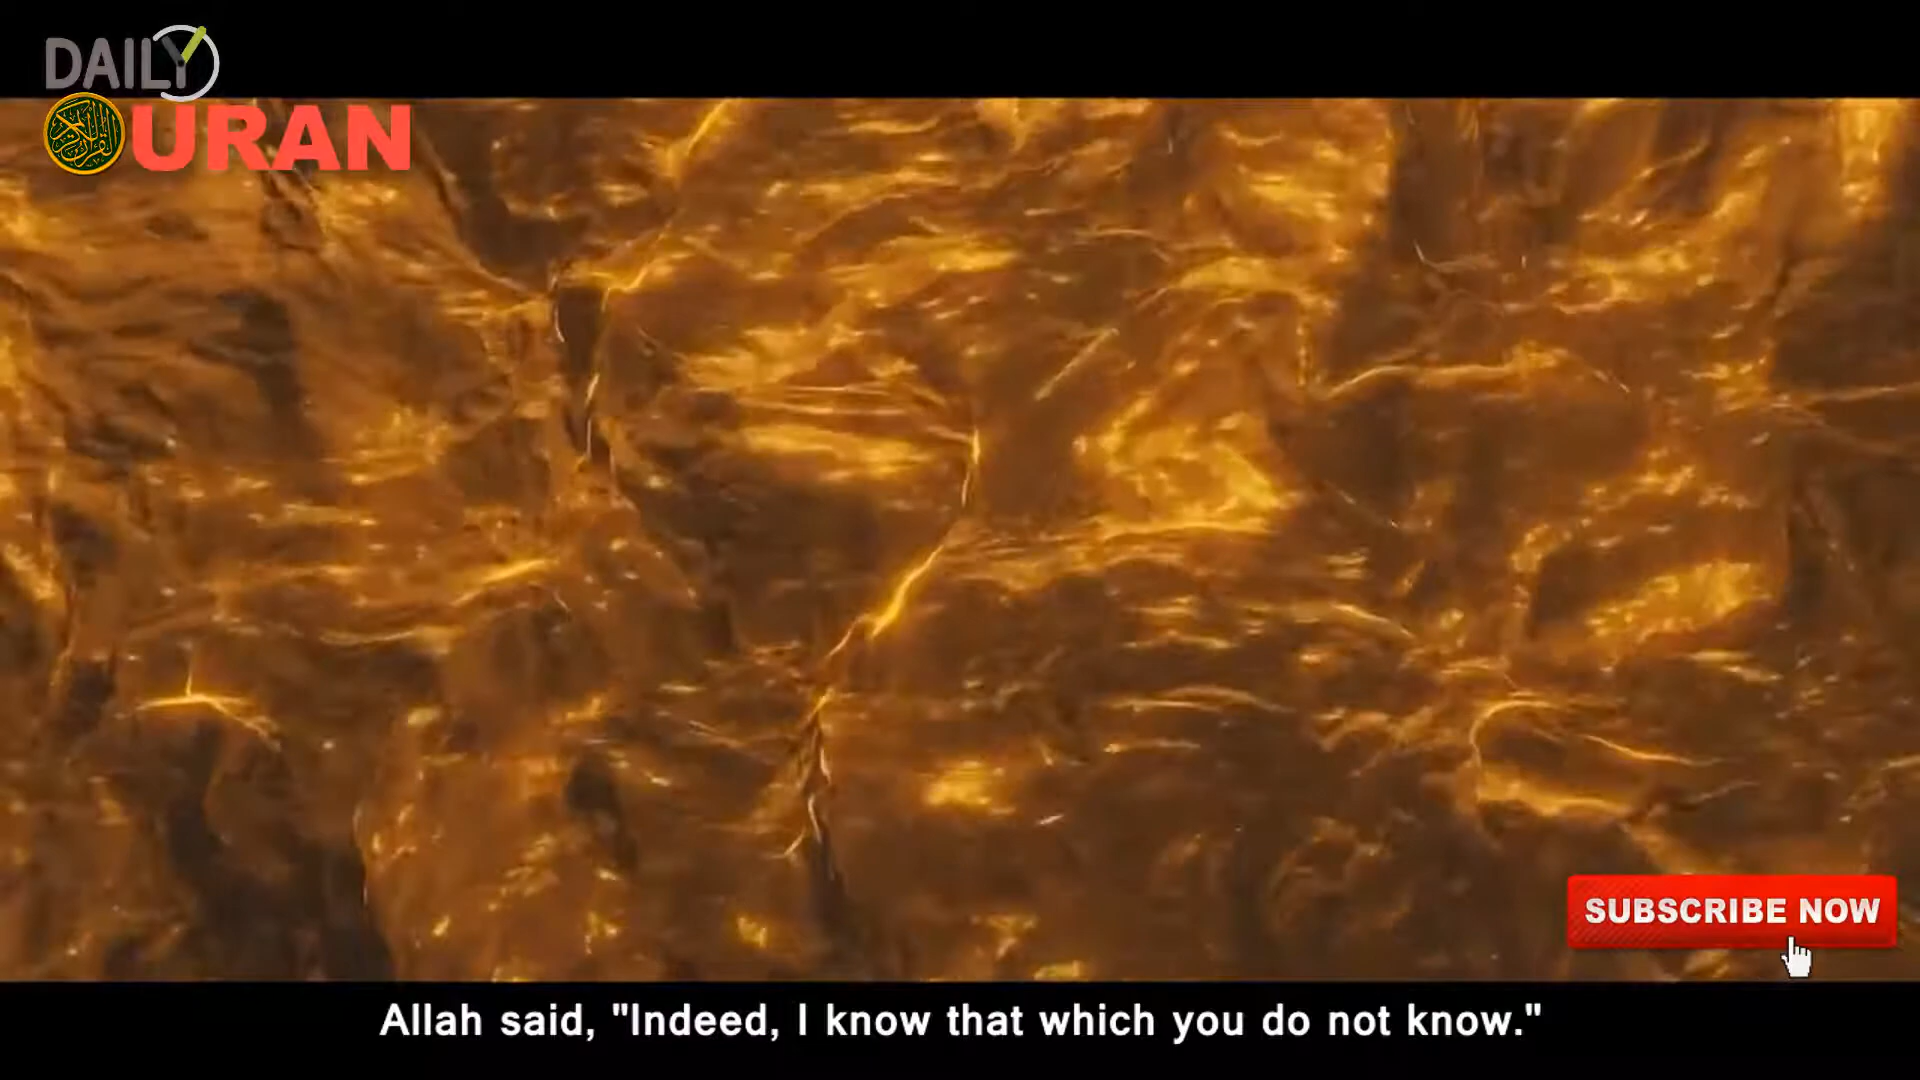 DAILY
URAN
SUBSCRIBE NOW
Allah said, "Indeed, I know that which you do not know."